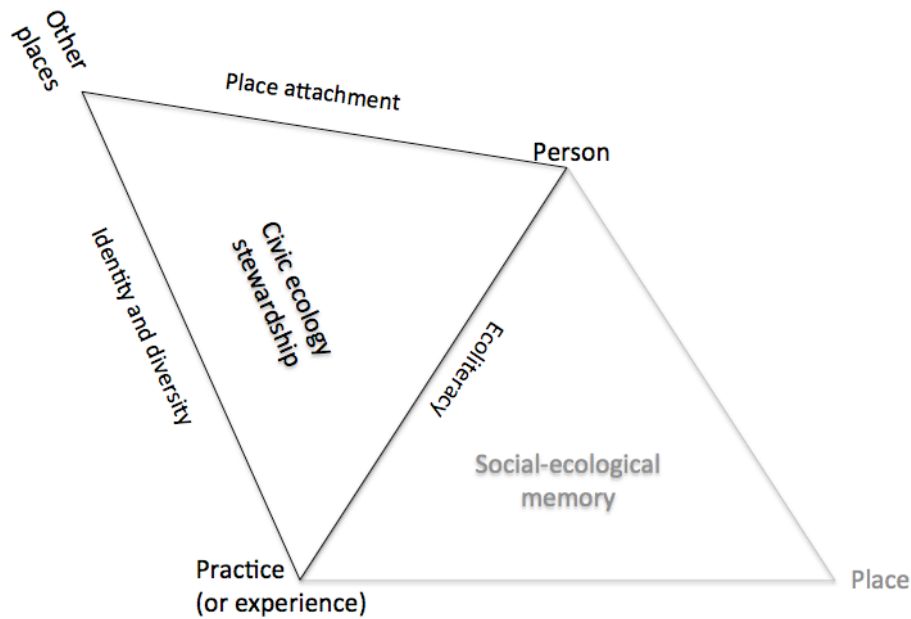 Other
places
Place attachment
Person
Civic ecology
stewardship
Identity and diversity
Ecoliteracy
Social-ecological
memory
Practice
(or experience)
Place